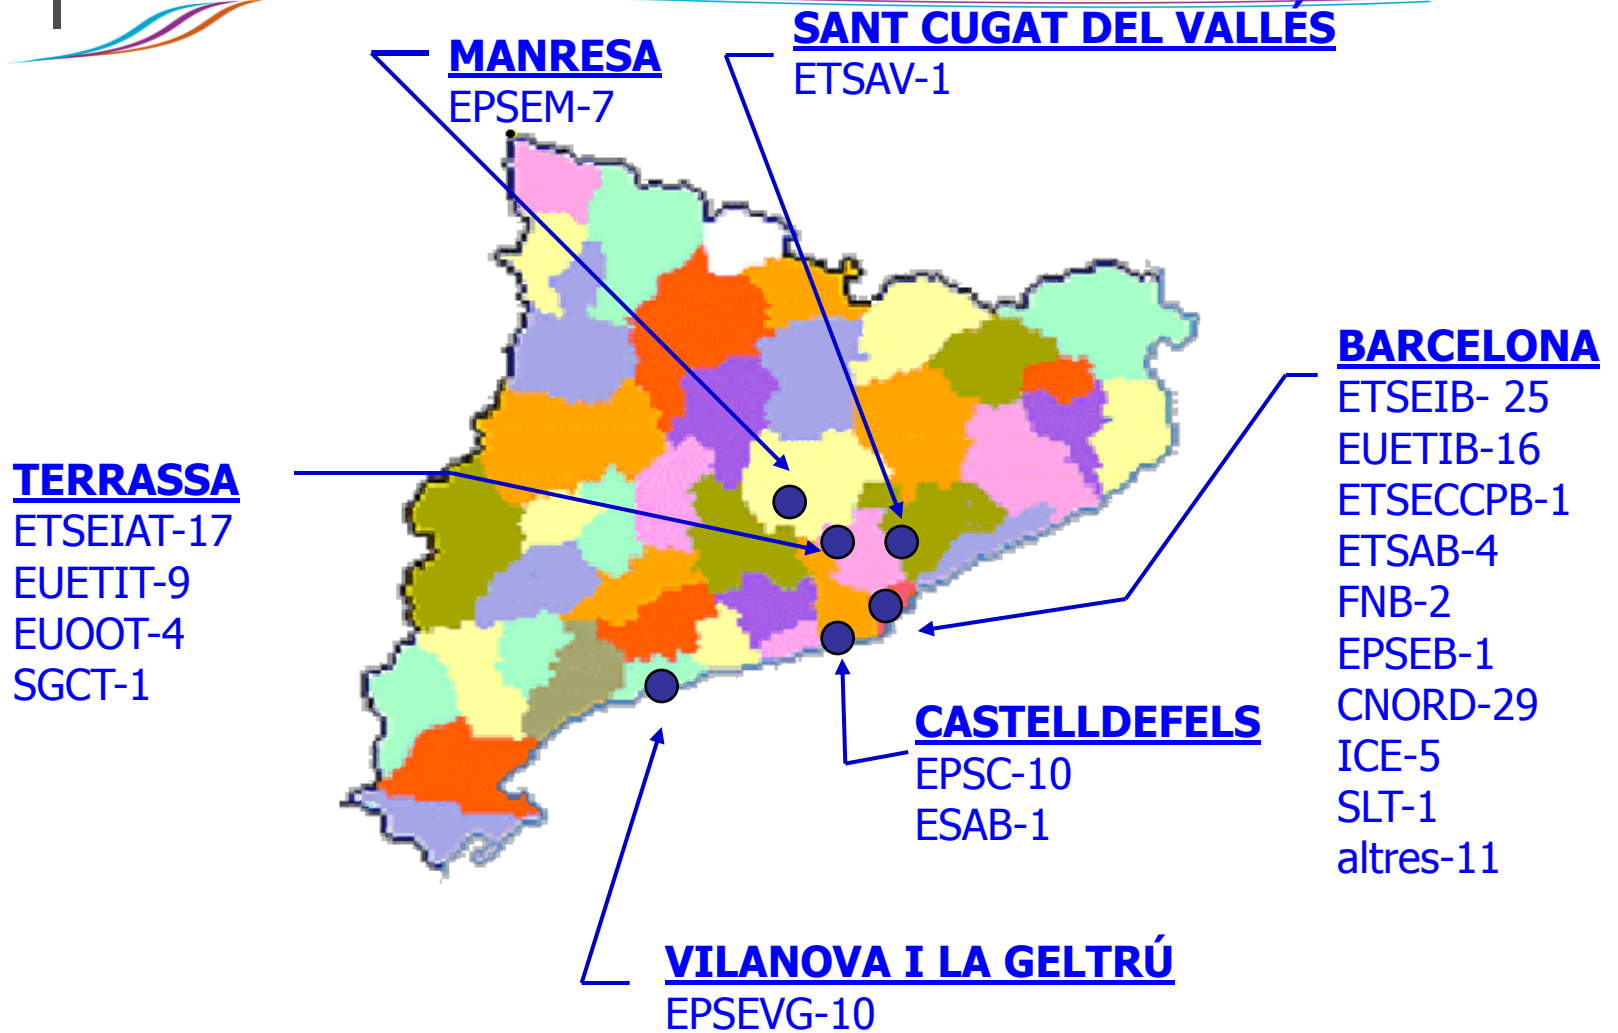 SANT CUGAT DEL VALLÉS
ETSAV-1
MANRESA
EPSEM-7
TERRASSA
ETSEIAT-17
EUETIT-9
EUOOT-4
SGCT-1
BARCELONA
ETSEIB- 25
EUETIB-16
ETSECCPB-1
ETSAB-4
FNB-2
EPSEB-1
CNORD-29
ICE-5
SLT-1
altres-11
CASTELLDEFELS
EPSC-10
ESAB-1
VILANOVA I LA GELTRÚ
EPSEVG-10